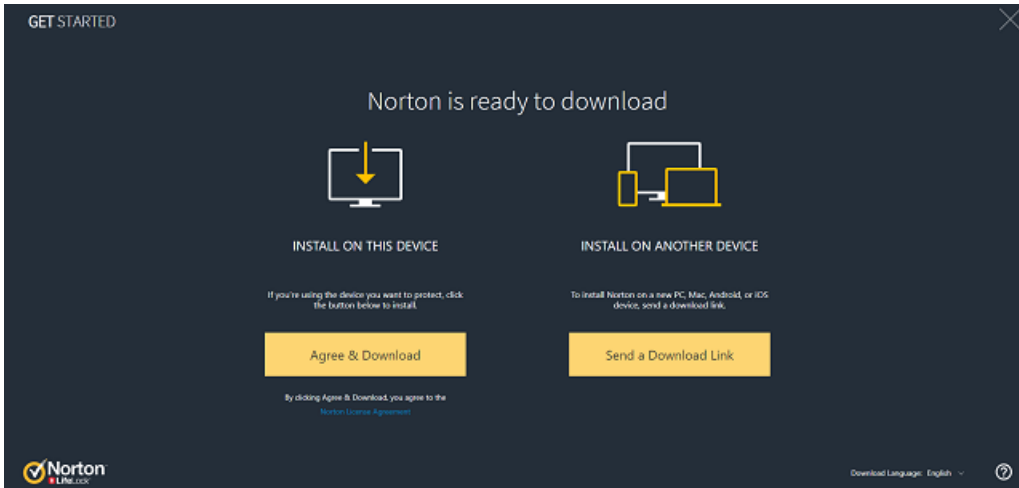 GET STARTED
Norton is ready to download
INSTALL ON THIS DEVICE
If you're using the device you want to protect, click
the button below to install.
Agree & Download
By clicking Agree & Download, you agree to the
Norton License Agreement
INSTALL ON ANOTHER DEVICE
To install Norton on a new PC, Mac, Android, or iOS
device, send a download link.
Send a Download Link
Norton
LifeLock
Download Language: English
?